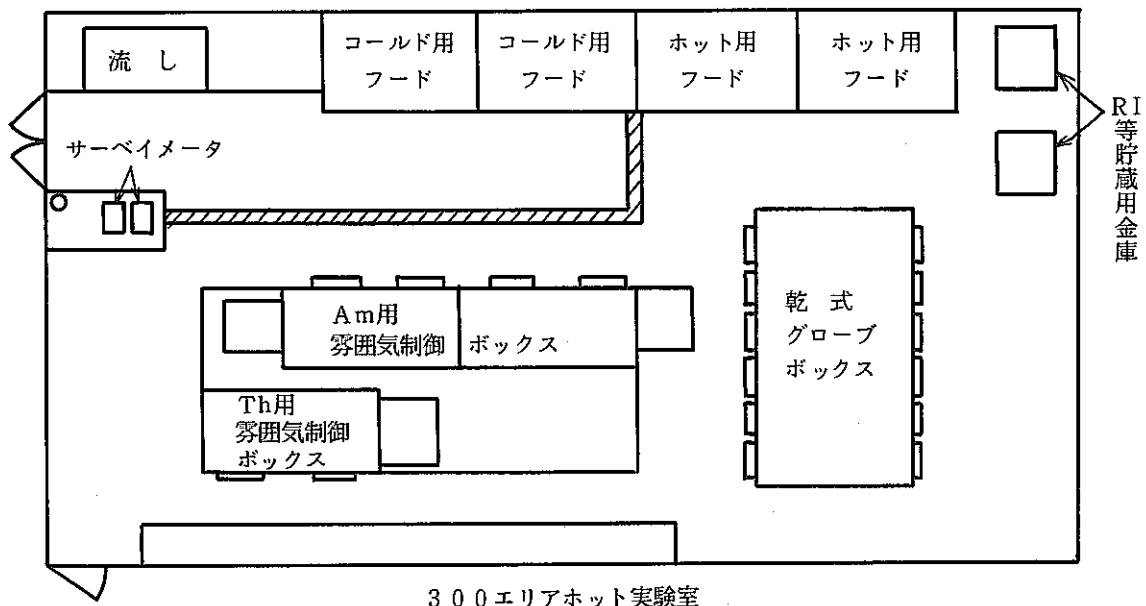 コールド用
フード
コールド用
フード
ホット用
フード
ホット用
フード
流 し
RI等貯蔵用金庫
サーベイメータ
Am用
雰囲気制御 ボックス
乾 式
グローブ
ボックス
Th用
雰囲気制御
ボックス
300エリアホット実験室